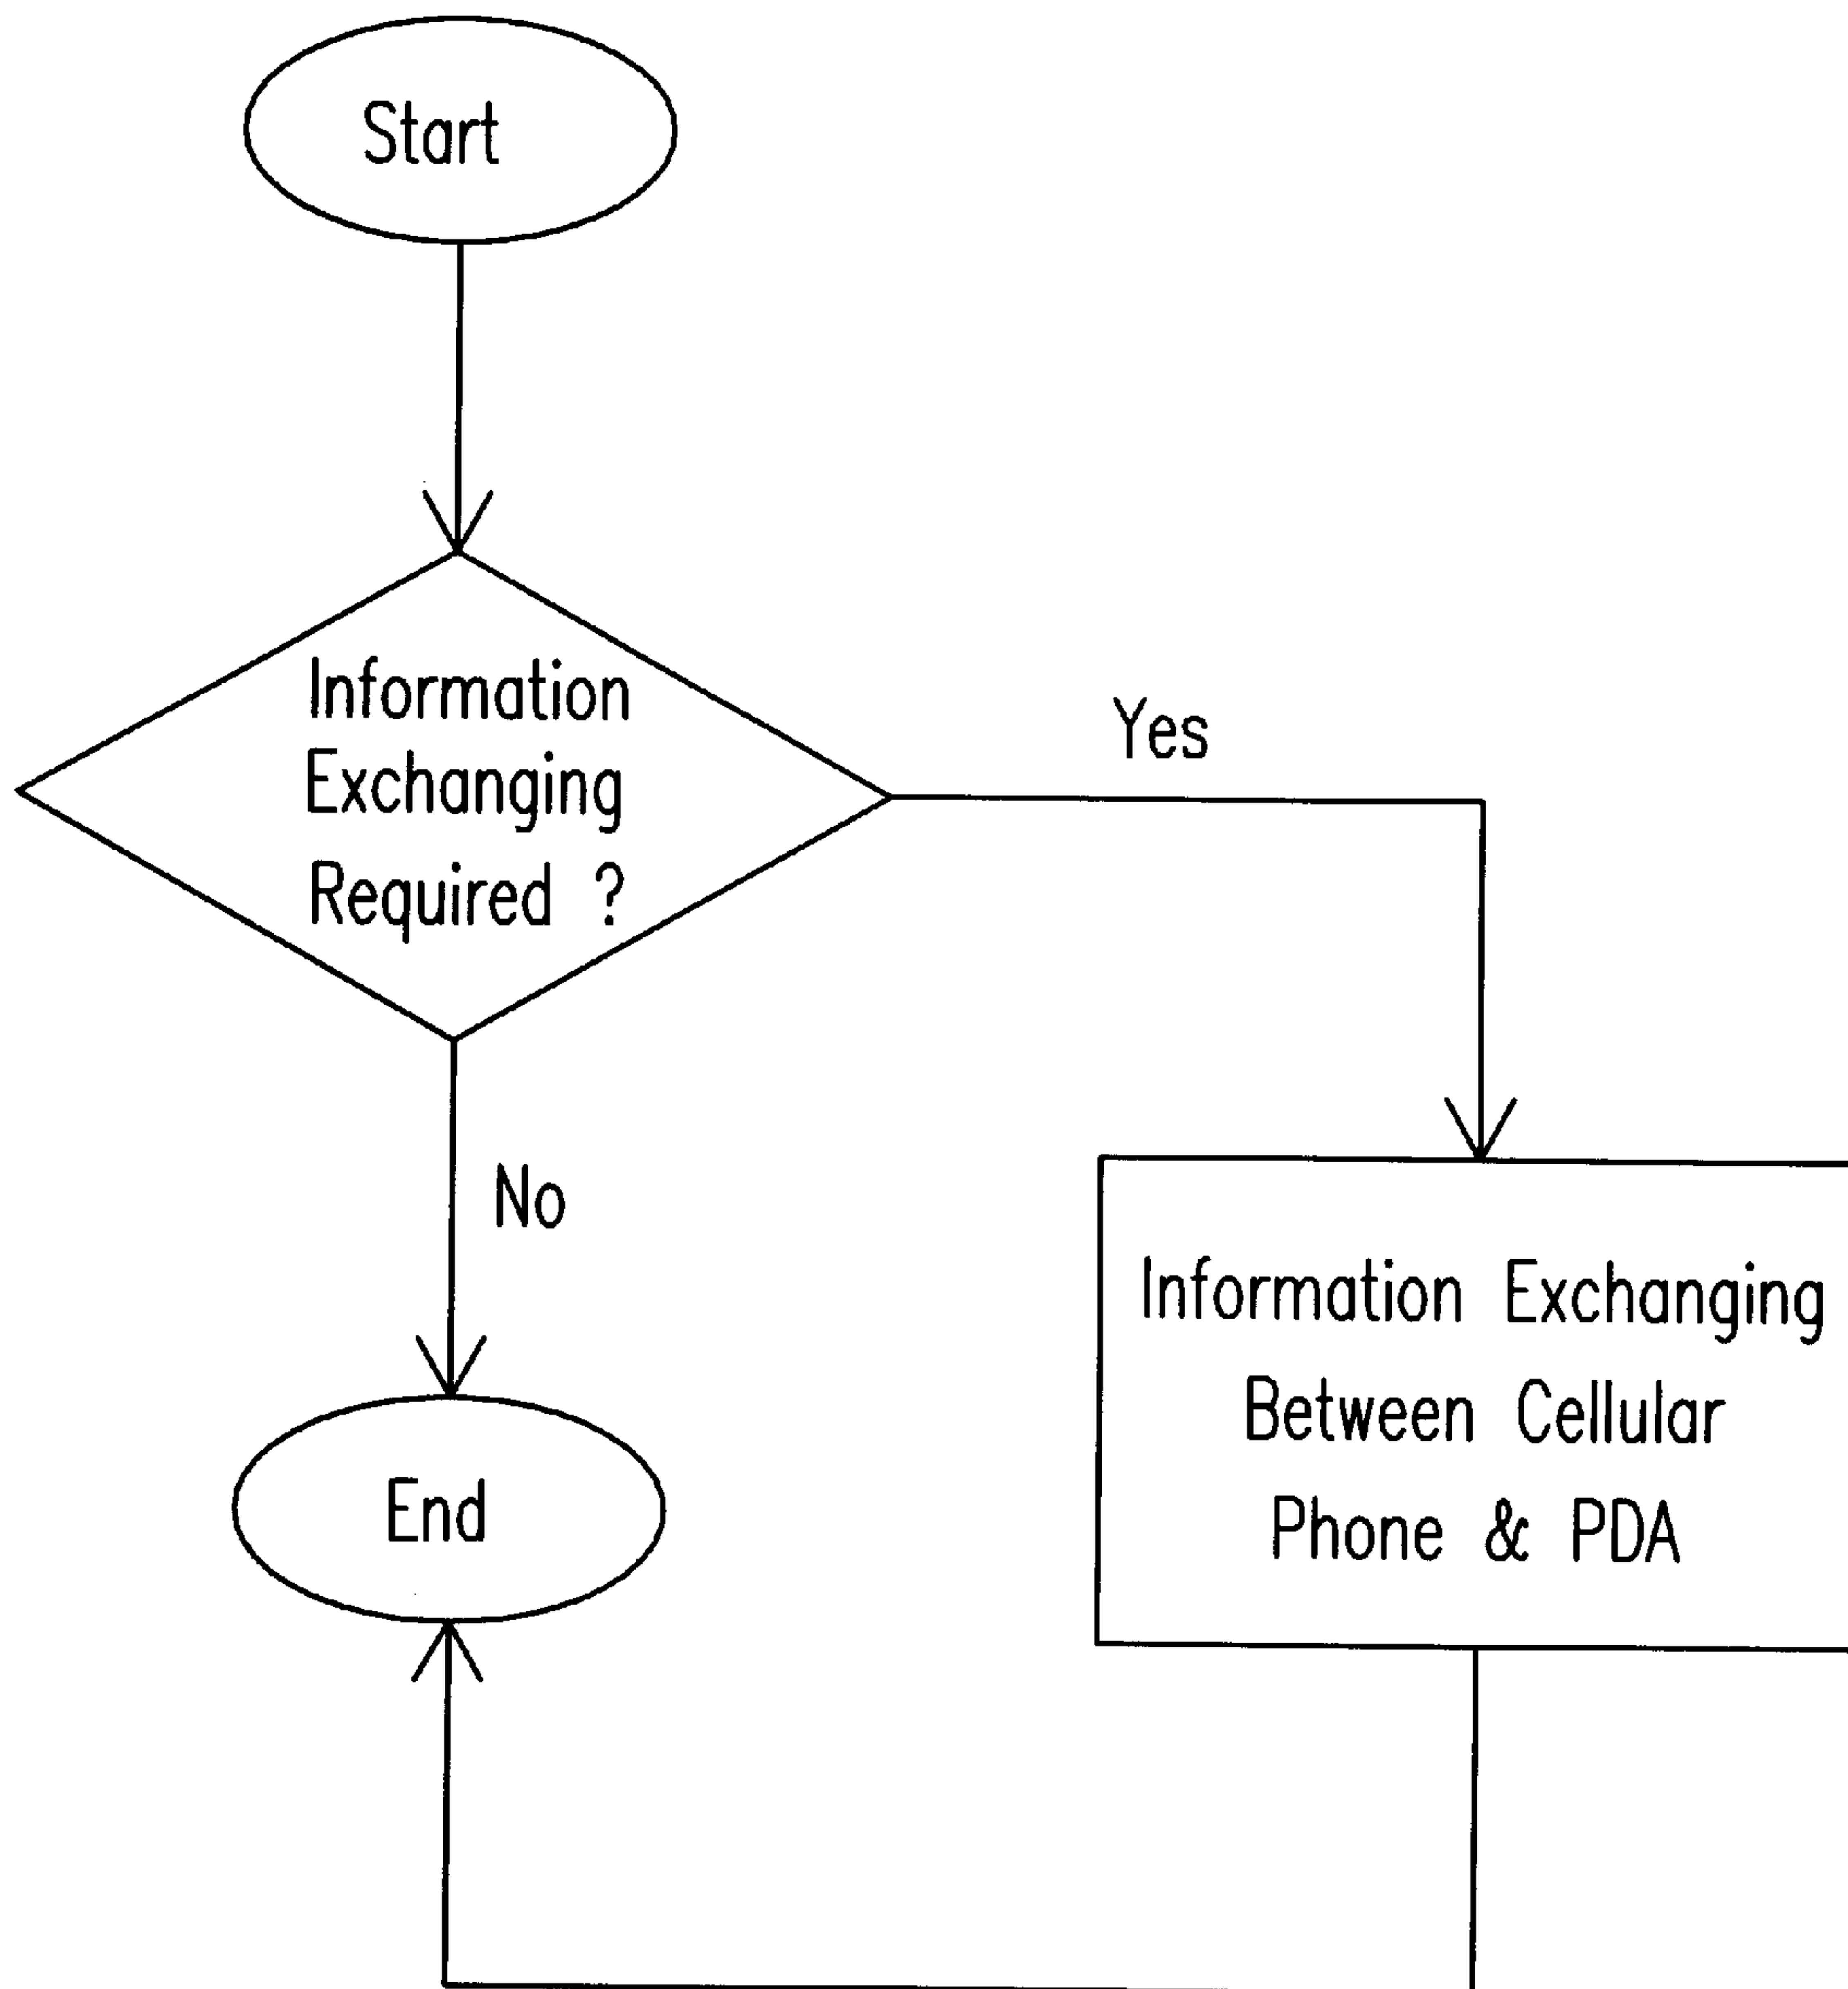 Start
Information
Exchanging
Required ?
Yes
No
Information Exchanging
Between Cellular
Phone & PDA
End